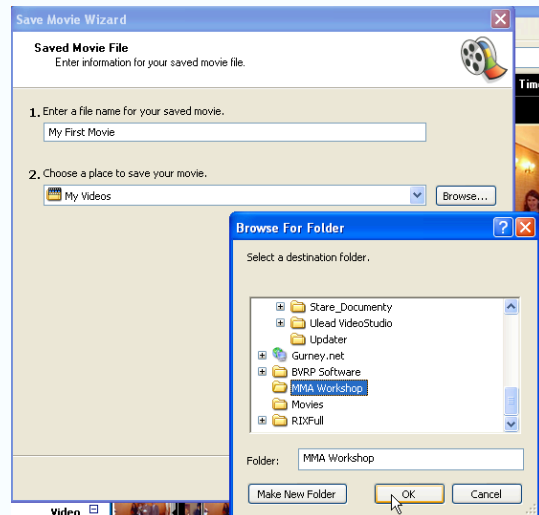 Save Movie Wizard
Saved Movie File
Enter information for your saved movie file.
Tim
1. Enter a file name for your saved movie.
My First Movie
2. Choose a place to save your movie.
My Videos
Browse...
Browse For Folder
Select a destination folder.
Stare_Documenty
Ulead VideoStudio
Updater
Gurney.net
BVRP Software
MMA Workshop
Movies
RIXFull
Folder: MMA Workshop
Make New Folder OK Cancel
Video